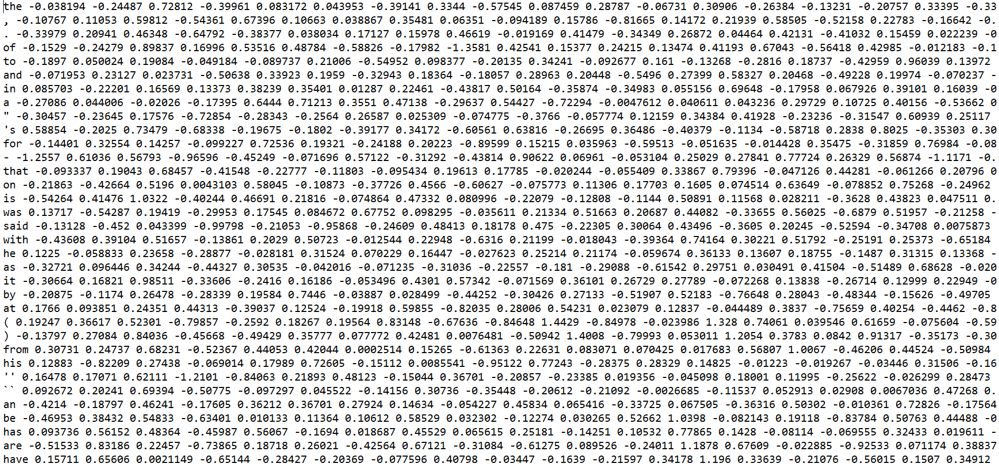 the -0.038194 -0.24487 0.72812 -0.39961 0.083172 0.043953 -0.39141 0.3344 -0.57545 0.087459 0.28787 -0.06731 0.30906 -0.26384 -0.13231 -0.20757 0.33395 -0.33
, -0.10767 0.11053 0.59812 -0.54361 0.67396 0.10663 0.038867 0.35481 0.06351 -0.094189 0.15786 -0.81665 0.14172 0.21939 0.58505 -0.52158 0.22783 -0.16642 -0.
. -0.33979 0.20941 0.46348 -0.64792 -0.38377 0.038034 0.17127 0.15978 0.46619 -0.019169 0.41479 -0.34349 0.26872 0.04464 0.42131 -0.41032 0.15459 0.022239 -0
of -0.1529 -0.24279 0.89837 0.16996 0.53516 0.48784 -0.58826 -0.17982 -1.3581 0.42541 0.15377 0.24215 0.13474 0.41193 0.67043 -0.56418 0.42985 -0.012183 -0.1
to -0.1897 0.050024 0.19084 -0.049184 -0.089737 0.21006 -0.54952 0.098377 -0.20135 0.34241 -0.092677 0.161 -0.13268 -0.2816 0.18737 -0.42959 0.96039 0.13972
and -0.071953 0.23127 0.023731 -0.50638 0.33923 0.1959 -0.32943 0.18364 -0.18057 0.28963 0.20448 -0.5496 0.27399 0.58327 0.20468 -0.49228 0.19974 -0.070237 -
in 0.085703 -0.22201 0.16569 0.13373 0.38239 0.35401 0.01287 0.22461 -0.43817 0.50164 -0.35874 -0.34983 0.055156 0.69648 -0.17958 0.067926 0.39101 0.16039 -0
a -0.27086 0.044006 -0.02026 -0.17395 0.6444 0.71213 0.3551 0.47138 -0.29637 0.54427 -0.72294 -0.0047612 0.040611 0.043236 0.29729 0.10725 0.40156 -0.53662 0
" -0.30457 -0.23645 0.17576 -0.72854 -0.28343 -0.2564 0.26587 0.025309 -0.074775 -0.3766 -0.057774 0.12159 0.34384 0.41928 -0.23236 -0.31547 0.60939 0.25117
's 0.58854 -0.2025 0.73479 -0.68338 -0.19675 -0.1802 -0.39177 0.34172 -0.60561 0.63816 -0.26695 0.36486 -0.40379 -0.1134 -0.58718 0.2838 0.8025 -0.35303 0.30
for -0.14401 0.32554 0.14257 -0.099227 0.72536 0.19321 -0.24188 0.20223 -0.89599 0.15215 0.035963 -0.59513 -0.051635 -0.014428 0.35475 -0.31859 0.76984 -0.08
- -1.2557 0.61036 0.56793 -0.96596 -0.45249 -0.071696 0.57122 -0.31292 -0.43814 0.90622 0.06961 -0.053104 0.25029 0.27841 0.77724 0.26329 0.56874 -1.1171 -0.
that -0.093337 0.19043 0.68457 -0.41548 -0.22777 -0.11803 -0.095434 0.19613 0.17785 -0.020244 -0.055409 0.33867 0.79396 -0.047126 0.44281 -0.061266 0.20796 0
on -0.21863 -0.42664 0.5196 0.0043103 0.58045 -0.10873 -0.37726 0.4566 -0.60627 -0.075773 0.11306 0.17703 0.1605 0.074514 0.63649 -0.078852 0.75268 -0.24962
is -0.54264 0.41476 1.0322 -0.40244 0.46691 0.21816 -0.074864 0.47332 0.080996 -0.22079 -0.12808 -0.1144 0.50891 0.11568 0.028211 -0.3628 0.43823 0.047511 0.
was 0.13717 -0.54287 0.19419 -0.29953 0.17545 0.084672 0.67752 0.098295 -0.035611 0.21334 0.51663 0.20687 0.44082 -0.33655 0.56025 -0.6879 0.51957 -0.21258 -
said -0.13128 -0.452 0.043399 -0.99798 -0.21053 -0.95868 -0.24609 0.48413 0.18178 0.475 -0.22305 0.30064 0.43496 -0.3605 0.20245 -0.52594 -0.34708 0.0075873
with -0.43608 0.39104 0.51657 -0.13861 0.2029 0.50723 -0.012544 0.22948 -0.6316 0.21199 -0.018043 -0.39364 0.74164 0.30221 0.51792 -0.25191 0.25373 -0.65184
he 0.1225 -0.058833 0.23658 -0.28877 -0.028181 0.31524 0.070229 0.16447 -0.027623 0.25214 0.21174 -0.059674 0.36133 0.13607 0.18755 -0.1487 0.31315 0.13368 -
as -0.32721 0.096446 0.34244 -0.44327 0.30535 -0.042016 -0.071235 -0.31036 -0.22557 -0.181 -0.29088 -0.61542 0.29751 0.030491 0.41504 -0.51489 0.68628 -0.020
it -0.30664 0.16821 0.98511 -0.33606 -0.2416 0.16186 -0.053496 0.4301 0.57342 -0.071569 0.36101 0.26729 0.27789 -0.072268 0.13838 -0.26714 0.12999 0.22949 -0
by -0.20875 -0.1174 0.26478 -0.28339 0.19584 0.7446 -0.03887 0.028499 -0.44252 -0.30426 0.27133 -0.51907 0.52183 -0.76648 0.28043 -0.48344 -0.15626 -0.49705
at 0.1766 0.093851 0.24351 0.44313 -0.39037 0.12524 -0.19918 0.59855 -0.82035 0.28006 0.54231 0.023079 0.12837 -0.044489 0.3837 -0.75659 0.40254 -0.4462 -0.8
( 0.19247 0.36617 0.52301 -0.79857 -0.2592 0.18267 0.19564 0.83148 -0.67636 -0.84648 1.4429 -0.84978 -0.023986 1.328 0.74061 0.039546 0.61659 -0.075604 -0.59
) -0.13797 0.27084 0.84036 -0.45668 -0.49429 0.35777 0.077772 0.42481 0.0076481 -0.50942 1.4008 -0.79993 0.053011 1.2054 0.3783 0.0842 0.91317 -0.35173 -0.30
from 0.30731 0.24737 0.68231 -0.52367 0.44053 0.42044 0.0002514 0.15265 -0.61363 0.22631 0.083071 0.070425 0.017683 0.56807 1.0067 -0.46206 0.44524 -0.50984
his 0.12883 -0.82209 0.27438 -0.069014 0.17989 0.72605 -0.15112 0.0085541 -0.95122 0.77243 -0.28375 0.28329 0.14825 -0.01223 -0.019267 -0.03446 0.31506 -0.16
'' 0.16478 0.17071 0.62111 -1.2101 -0.84063 0.21893 0.48123 -0.15044 0.36701 -0.20857 -0.23385 0.019356 -0.045098 0.18001 0.11995 -0.25622 -0.026299 0.28473
`` 0.092672 0.20241 0.69394 -0.50775 -0.097297 0.045522 -0.14156 0.30736 -0.35448 -0.20612 -0.21092 -0.0026685 -0.11537 0.052913 0.02908 0.0067036 0.47268 0.
an -0.4214 -0.18797 0.46241 -0.17605 0.36212 0.36701 0.27924 0.14634 -0.054227 0.45834 0.065416 -0.33725 0.067505 -0.36316 0.50302 -0.010361 0.72826 -0.17564
be -0.46953 0.38432 0.54833 -0.63401 0.010133 0.11364 0.10612 0.58529 0.032302 -0.12274 0.030265 0.52662 1.0398 -0.082143 0.19118 -0.83784 0.50763 0.44488 -0
has 0.093736 0.56152 0.48364 -0.45987 0.56067 -0.1694 0.018687 0.45529 0.065615 0.25181 -0.14251 0.10532 0.77865 0.1428 -0.08114 -0.069555 0.32433 0.019611 -
are -0.51533 0.83186 0.22457 -0.73865 0.18718 0.26021 -0.42564 0.67121 -0.31084 -0.61275 0.089526 -0.24011 1.1878 0.67609 -0.022885 -0.92533 0.071174 0.38837
have 0.15711 0.65606 0.0021149 -0.65144 -0.28427 -0.20369 -0.077596 0.40798 -0.03447 -0.1639 -0.21597 0.34178 1.196 0.33639 -0.21076 -0.56015 0.1507 0.34912